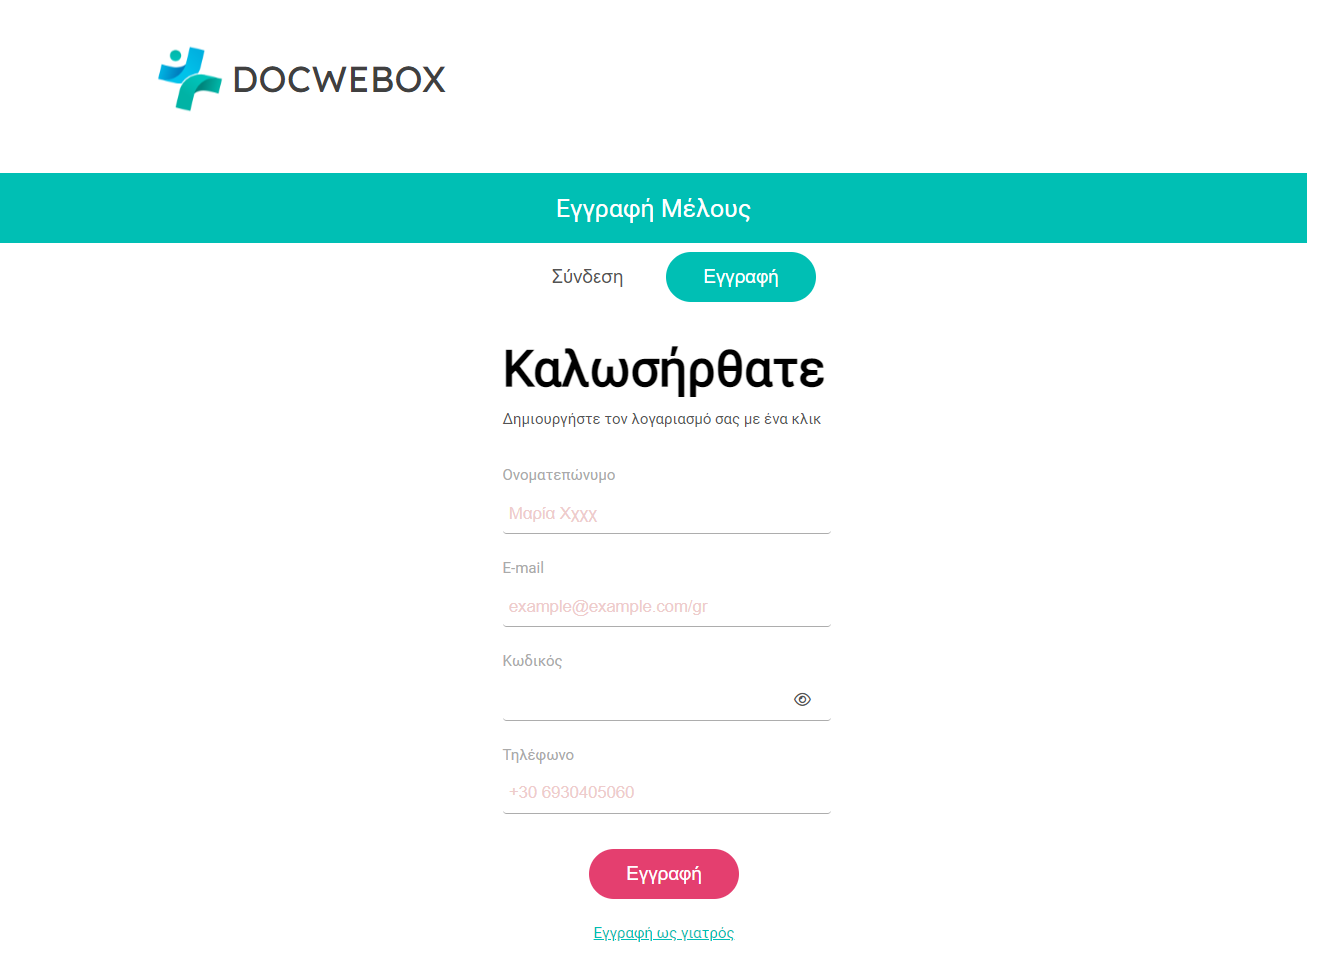 DOCWEBOX
Εγγραφή Μέλους
Σύνδεση
Εγγραφή
Καλωσήρθατε
Δημιουργήστε τον λογαριασμό σας με ένα κλικ
Ονοματεπώνυμο
Μαρία Χχχχ
E-mail
example@example.com/gr
Κωδικός
Τηλέφωνο
+30 6930405060
Εγγραφή
Εγγραφή ως γιατρός